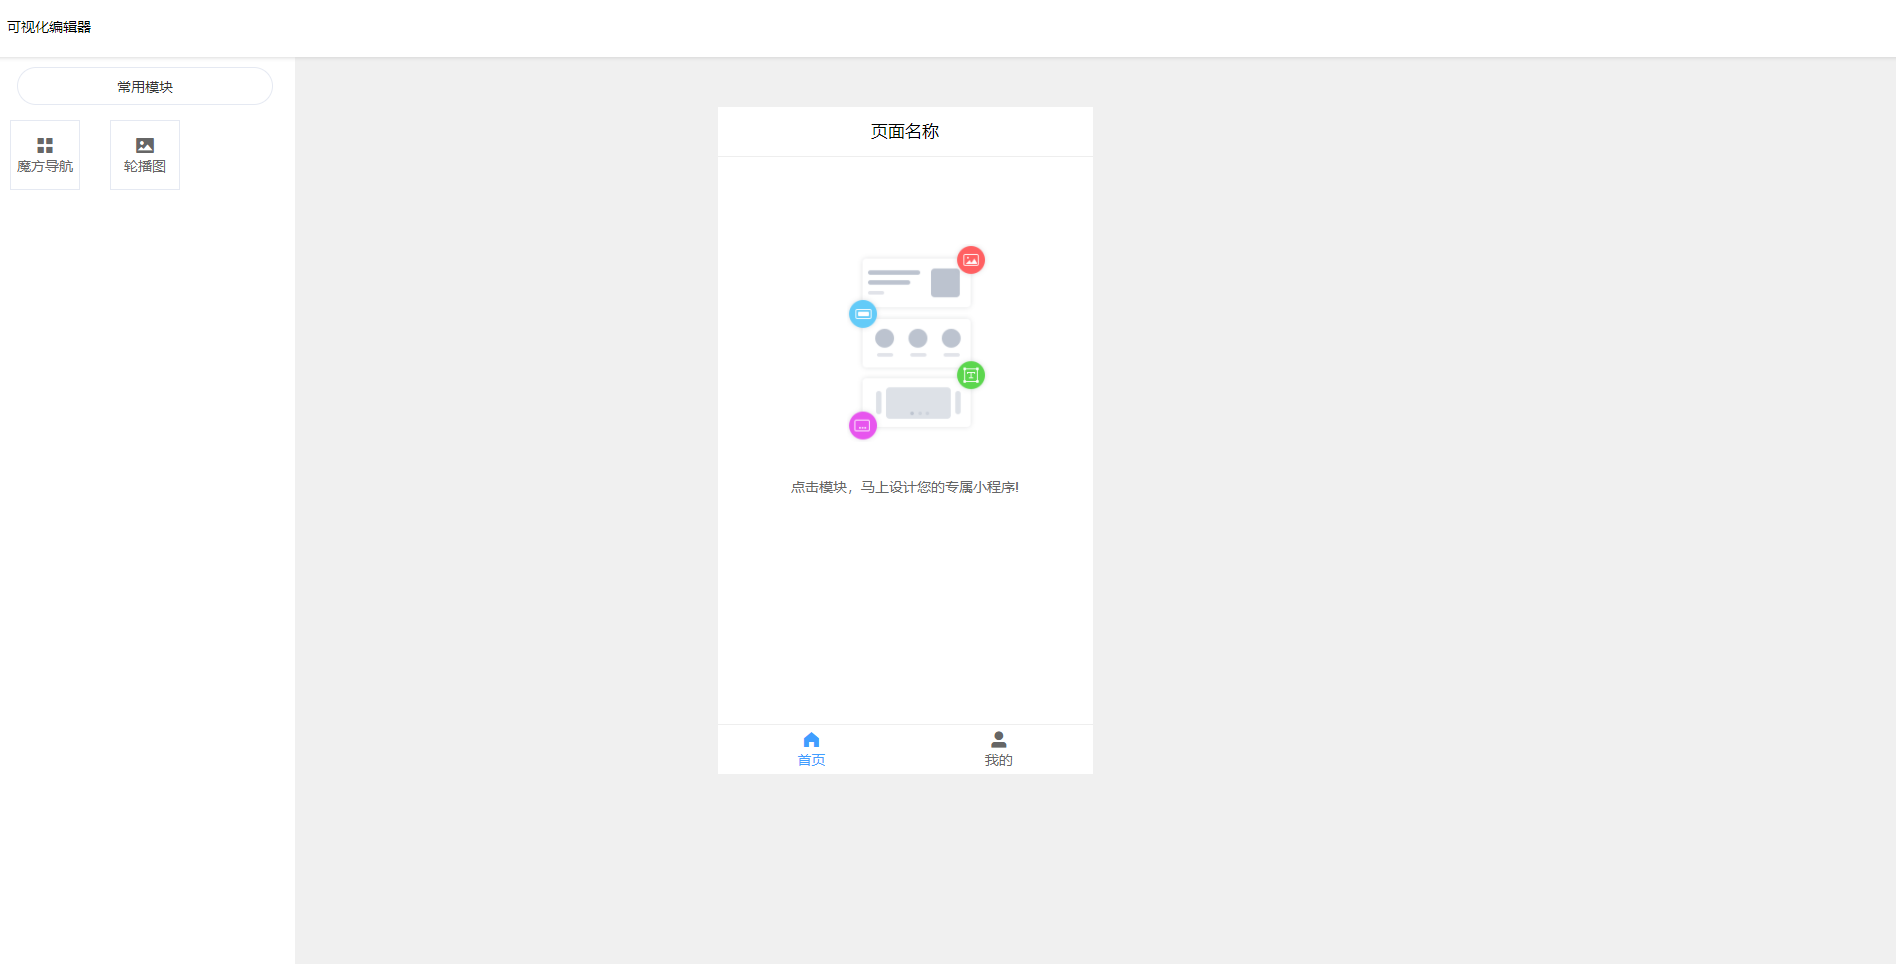 可视化编辑器
常用模块
魔方导航
轮播图
页面名称
点击模块，马上设计您的专属小程序!
首页
我的